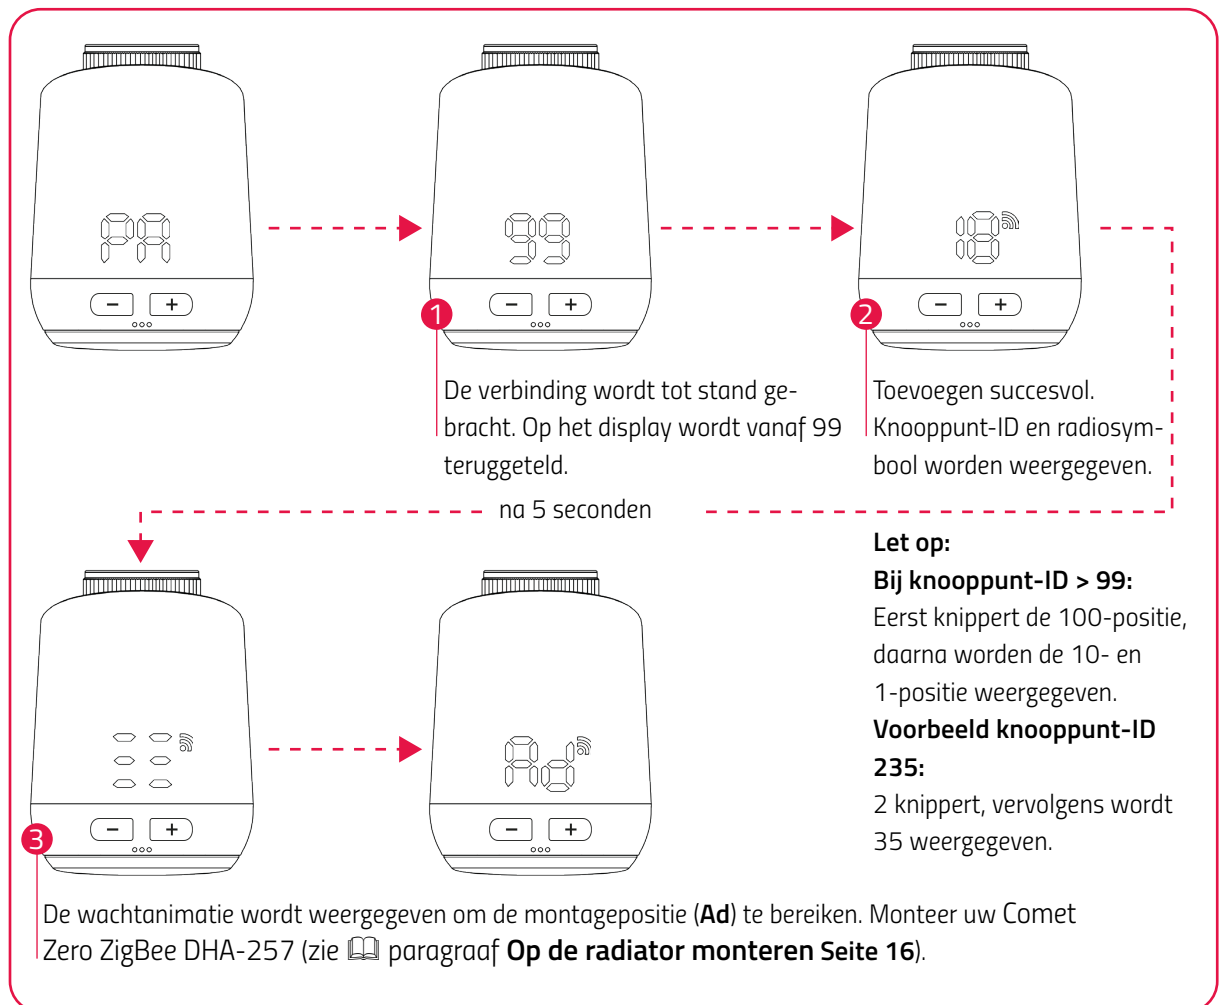 PA
99
18
− +
− +
− +
1
2
De verbinding wordt tot stand ge-
bracht. Op het display wordt vanaf 99
teruggeteld.
Toevoegen succesvol.
Knooppunt-ID en radiosym-
bool worden weergegeven.
na 5 seconden
Let op:
Bij knooppunt-ID > 99:
Eerst knippert de 100-positie,
daarna worden de 10- en
1-positie weergegeven.
Voorbeeld knooppunt-ID
235:
2 knippert, vervolgens wordt
35 weergegeven.
Ad
− +
− +
3
De wachtanimatie wordt weergegeven om de montagepositie (Ad) te bereiken. Monteer uw Comet
Zero ZigBee DHA-257 (zie paragraaf Op de radiator monteren Seite 16).